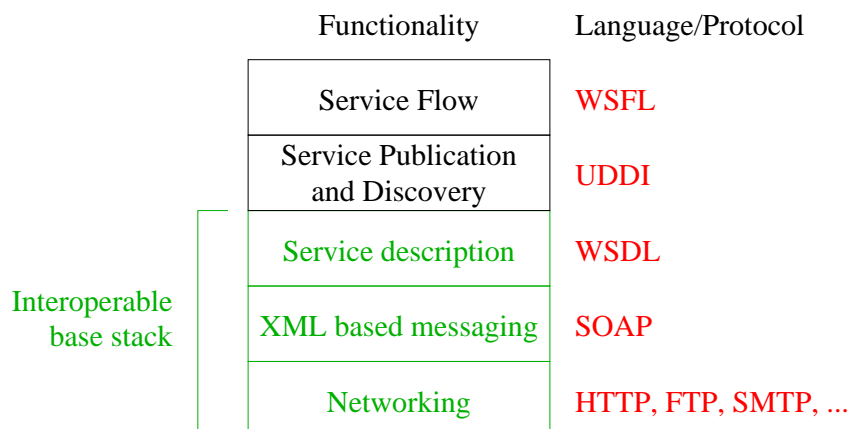 Functionality
Language/Protocol
Service Flow
WSFL
Service Publication
and Discovery
UDDI
Service description
WSDL
Interoperable
base stack
XML based messaging
SOAP
Networking
HTTP, FTP, SMTP, ...